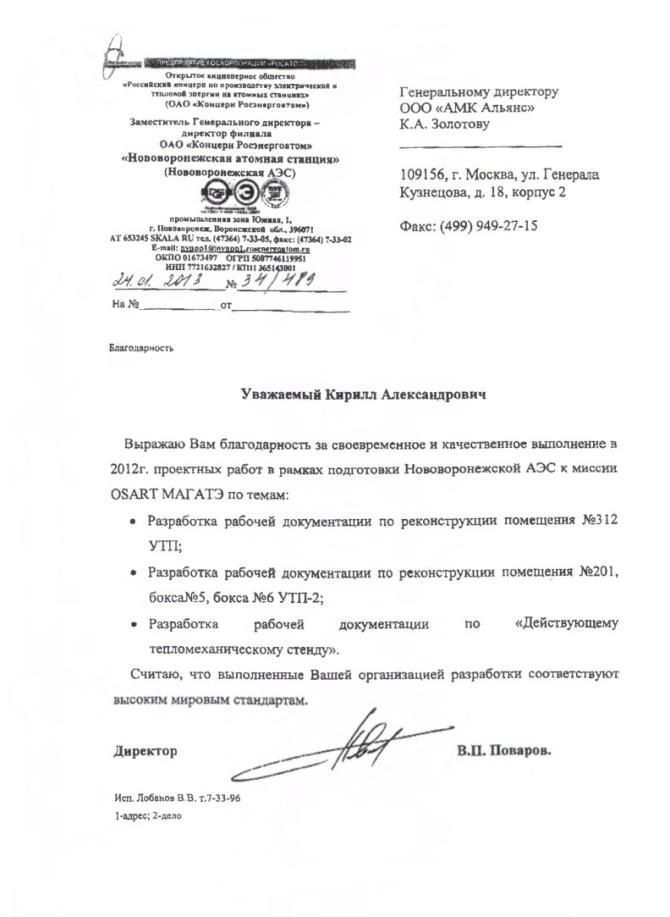 ПРЕДПРИЯТИЕ ГОСКОРПОРАЦИИ «РОСАТОМ»
Открытое акционерное общество
«Российский концерн по производству электрической и
тепловой энергии на атомных станциях»
(ОАО «Концерн Росэнергоатом»)
Заместитель Генерального директора –
директор филиала
ОАО «Концерн Росэнергоатом»
«Нововоронежская атомная станция»
(Нововоронежская АЭС)
промышленная зона Южная, 1,
г. Нововоронеж, Воронежской обл., 396071
АТ 653245 SKALA RU тел. (47364) 7-33-05, факс: (47364) 7-33-02
E-mail: nvnpp1@nvnpp1.rosenergoatom.ru
ОКПО 01673497 ОГРП 5087746119951
ИНН 7721632827 / КПП 365143001
24.01.2013 № 34/489
На №____________от____________
Генеральному директору
ООО «АМК Альянс»
К.А. Золотову
109156, г. Москва, ул. Генерала
Кузнецова, д. 18, корпус 2
Факс: (499) 949-27-15
Благодарность
Уважаемый Кирилл Александрович
Выражаю Вам благодарность за своевременное и качественное выполнение в
2012г. проектных работ в рамках подготовки Нововоронежской АЭС к миссии
OSART МАГАТЭ по темам:
• Разработка рабочей документации по реконструкции помещения №312
УТП;
• Разработка рабочей документации по реконструкции помещения №201,
бокса№5, бокса №6 УТП-2;
• Разработка рабочей документации по «Действующему
тепломеханическому стенду».
Считаю, что выполненные Вашей организацией разработки соответствуют
высоким мировым стандартам.
Директор В.П. Поваров.
Исп. Лобанов В.В. т.7-33-96
1-адрес; 2-дело